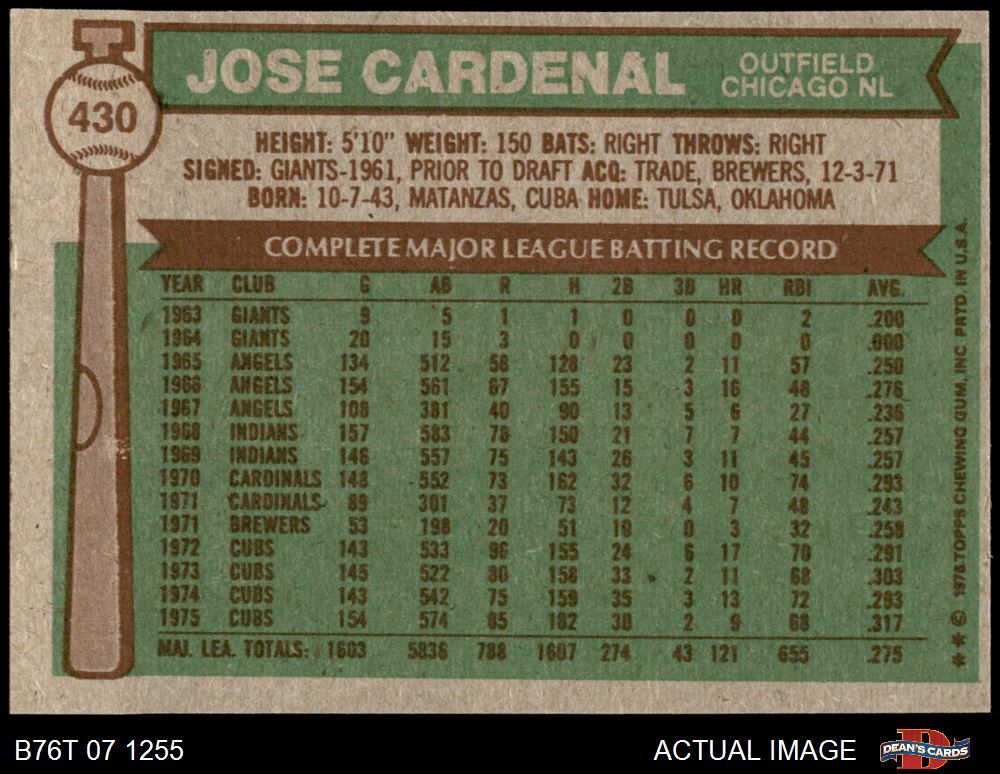 JOSE CARDENAL
OUTFIELD
CHICAGO NL
430
HEIGHT: 5'10" WEIGHT: 150 BATS: RIGHT THROWS: RIGHT
SIGNED: GIANTS-1961, PRIOR TO DRAFT ACQ: TRADE, BREWERS, 12-3-71
BORN: 10-7-43, MATANZAS, CUBA HOME: TULSA, OKLAHOMA
COMPLETE MAJOR LEAGUE BATTING RECORD
YEAR CLUB G AB R H 2B 3B HR RBI AVG.
1963 GIANTS 9 5 1 1 0 0 0 2 .200
1964 GIANTS 20 15 3 0 0 0 0 0 .000
1965 ANGELS 134 512 58 128 23 2 11 57 .250
1966 ANGELS 154 561 67 155 15 3 16 48 .276
1967 ANGELS 108 381 40 90 13 5 6 27 .236
1968 INDIANS 157 583 78 150 21 7 7 44 .257
1969 INDIANS 146 557 75 143 26 3 11 45 .257
1970 CARDINALS 148 552 73 162 32 6 10 74 .293
1971 CARDINALS 89 301 37 73 12 4 7 48 .243
1971 BREWERS 53 198 20 51 10 0 3 32 .258
1972 CUBS 143 533 96 155 24 6 17 70 .291
1973 CUBS 145 522 80 158 33 2 11 68 .303
1974 CUBS 143 542 75 159 35 3 13 72 .293
1975 CUBS 154 574 85 182 30 2 9 68 .317
MAJ. LEA. TOTALS: 1603 5836 788 1607 274 43 121 655 .275
* * © 1976 TOPPS CHEWING GUM, INC. PRTD. IN U.S.A.
B76T 07 1255
ACTUAL IMAGE
DEAN'S CARDS